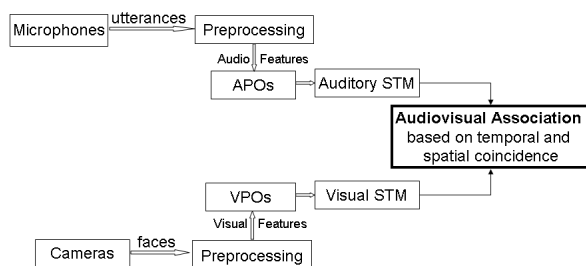 utterances
Microphones
Preprocessing
Audio Features
APOs
Auditory STM
Audiovisual Association
based on temporal and
spatial coincidence
VPOs
Visual STM
Visual Features
faces
Cameras
Preprocessing